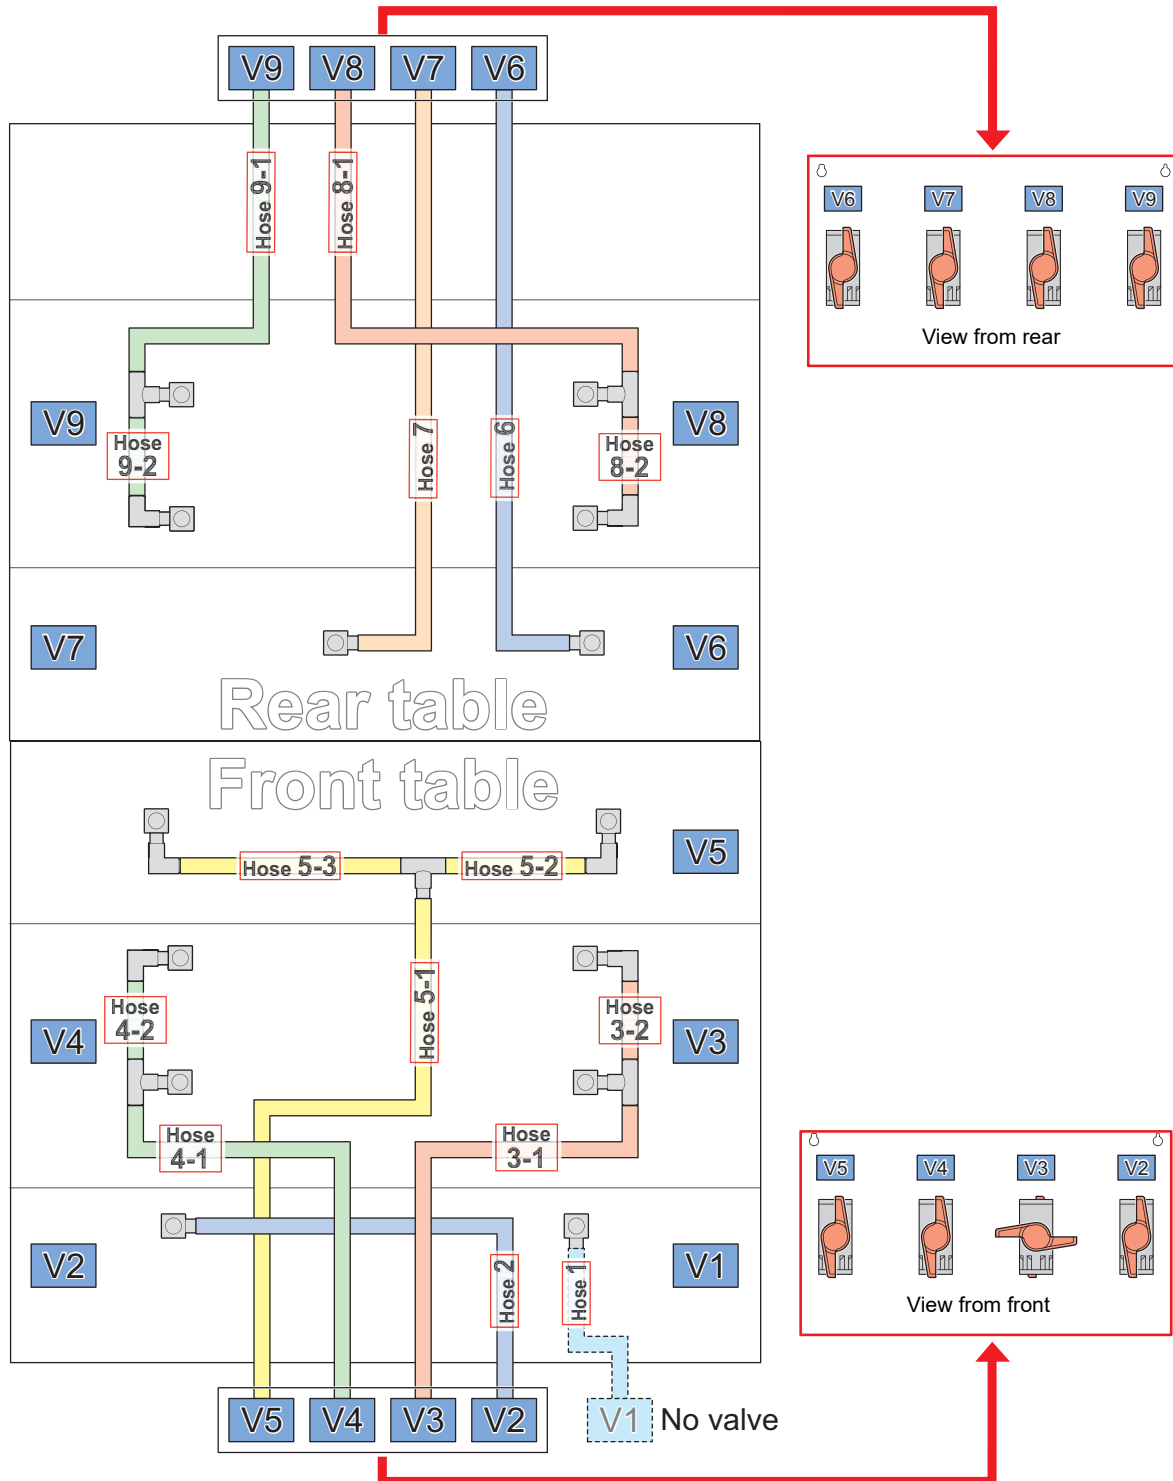 V9 V8 V7 V6
Hose 9-1
Hose 8-1
V6 V7 V8 V9
View from rear
V9
Hose
9-2
Hose 7
Hose 6
Hose
8-2
V8
V7
V6
Rear table
Front table
V5
Hose 5-3
Hose 5-2
Hose 5-1
V4
Hose
4-2
Hose
3-2
V3
Hose
4-1
Hose
3-1
V5 V4 V3 V2
View from front
V2
Hose 2
Hose 1
V1
V5 V4 V3 V2
V1 No valve